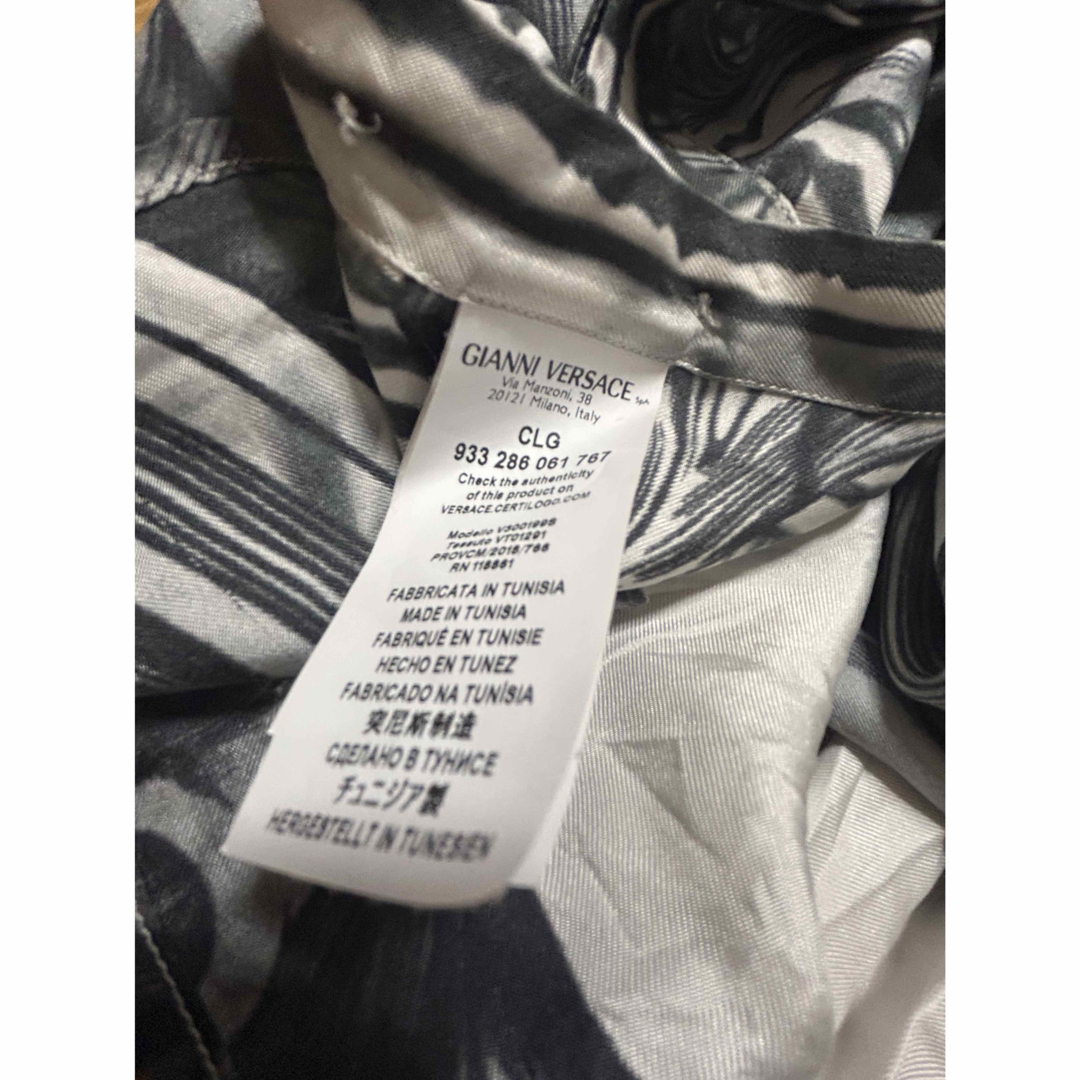 GIANNI VERSACE SpA
Via Manzoni, 38
20121 Milano, Italy
CLG
933 286 061 767
Check the authenticity
of this product on
VERSACE.CERTILOGO.COM
Modello V300199S
Tessuto VT01291
PROVCM/2018/766
RN 118861
FABBRICATA IN TUNISIA
MADE IN TUNISIA
FABRIQUÉ EN TUNISIE
HECHO EN TUNEZ
FABRICADO NA TUNÍSIA
突尼斯制造
СДЕЛАНО В ТУНИСЕ
チュニジア製
HERGESTELLT IN TUNESIEN